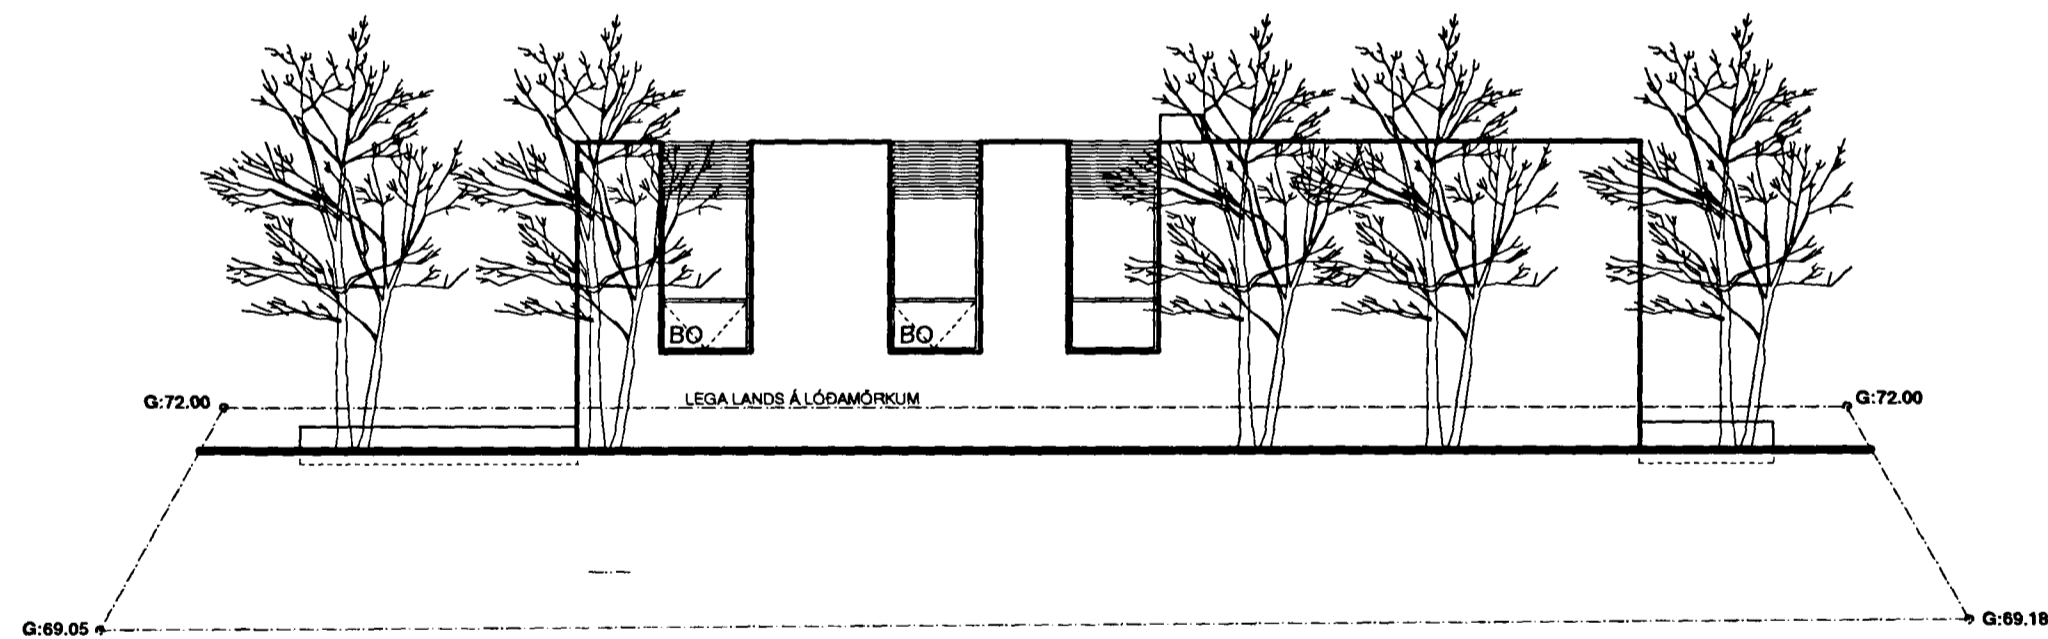 BO
BO
LEGA LANDS Á LÓÐAMÖRKUM
G:72.00
G:72.00
G:69.05
G:69.18